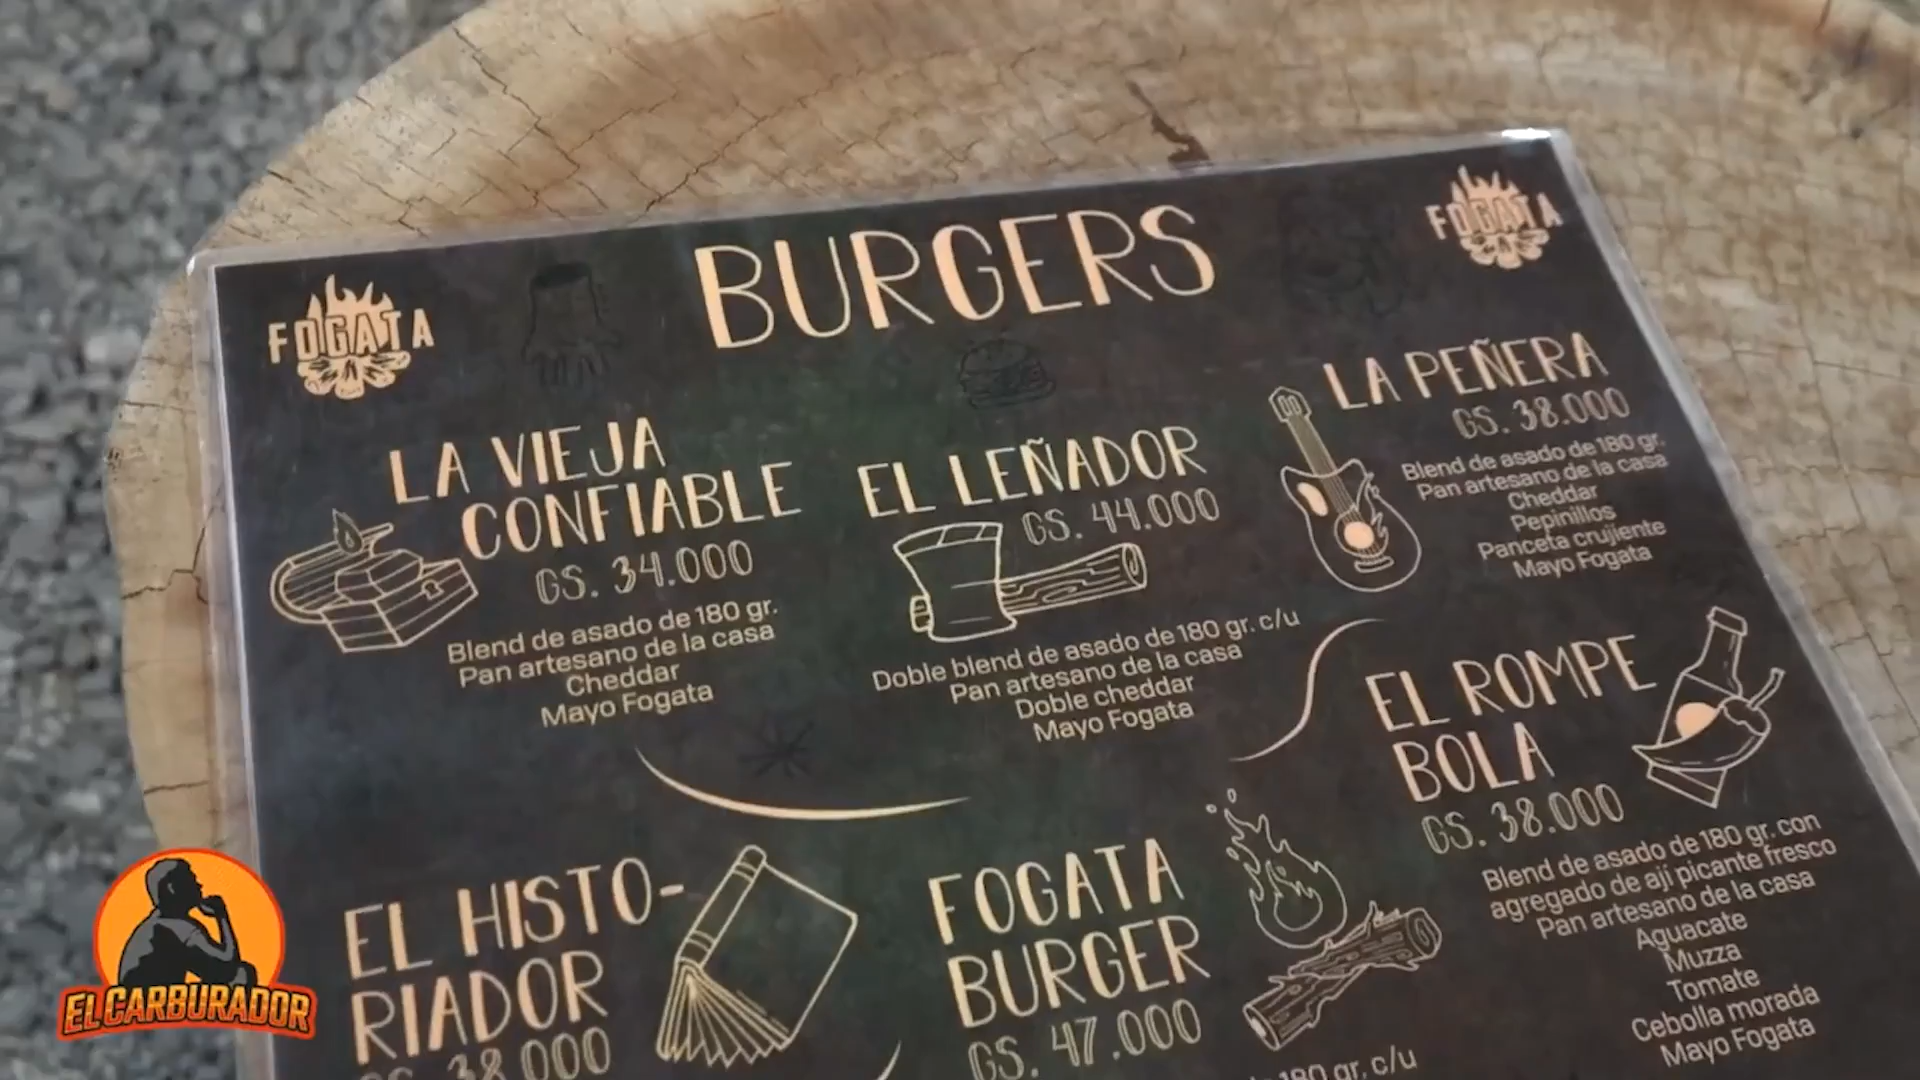 BURGERS
FOGATA
FOGATA
LA VIEJA
CONFIABLE
GS. 34.000
Blend de asado de 180 gr.
Pan artesano de la casa
Cheddar
Mayo Fogata
EL LEÑADOR
GS. 44.000
Doble blend de asado de 180 gr. c/u
Pan artesano de la casa
Doble cheddar
Mayo Fogata
LA PEÑERA
GS. 38.000
Blend de asado de 180 gr.
Pan artesano de la casa
Cheddar
Pepinillos
Panceta crujiente
Mayo Fogata
EL ROMPE
BOLA
GS. 38.000
Blend de asado de 180 gr. con
agregado de ají picante fresco
Pan artesano de la casa
Aguacate
Muzza
Tomate
Cebolla morada
Mayo Fogata
EL HISTO-
RIADOR
GS. 38.000
FOGATA
BURGER
GS. 47.000
180 gr. c/u
EL CARBURADOR